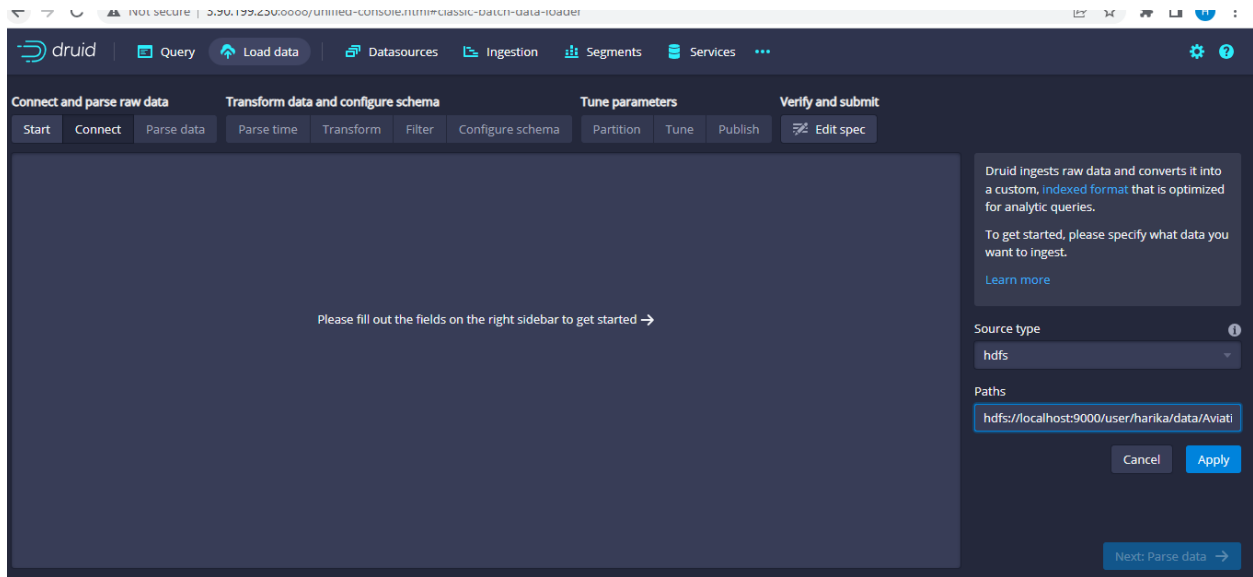 Not secure | 3.90.199.230:8888/unified-console.html#classic-batch-data-loader
H
druid Query Load data Datasources Ingestion Segments Services
Connect and parse raw data Transform data and configure schema Tune parameters Verify and submit
Start Connect Parse data Parse time Transform Filter Configure schema Partition Tune Publish Edit spec
Please fill out the fields on the right sidebar to get started →
Druid ingests raw data and converts it into
a custom, indexed format that is optimized
for analytic queries.
To get started, please specify what data you
want to ingest.
Learn more
Source type
hdfs
Paths
hdfs://localhost:9000/user/harika/data/Aviati
Cancel Apply
Next: Parse data →